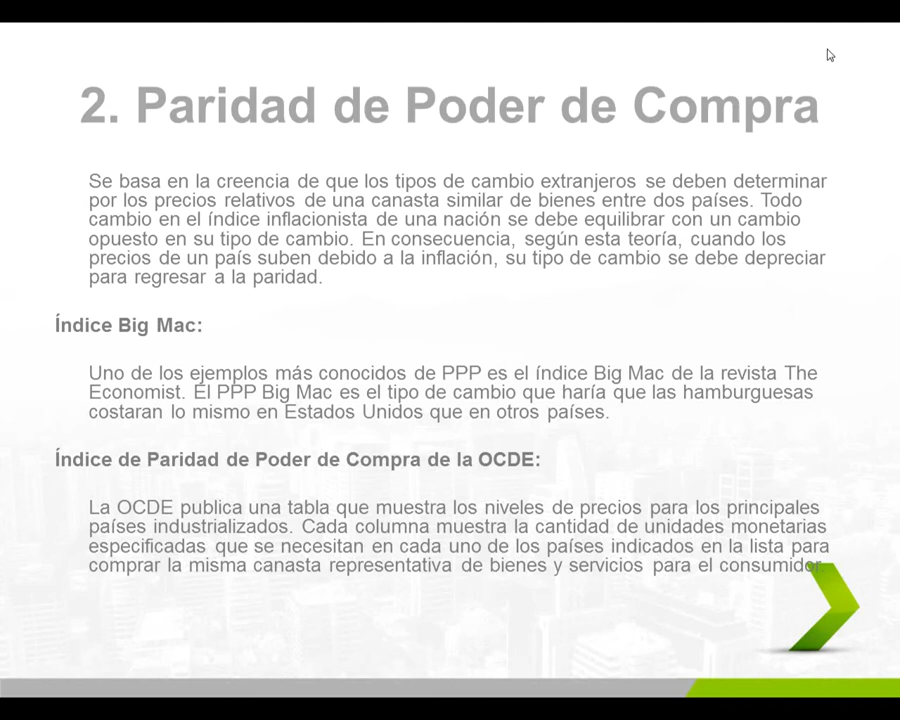 2. Paridad de Poder de Compra
Se basa en la creencia de que los tipos de cambio extranjeros se deben determinar
por los precios relativos de una canasta similar de bienes entre dos países. Todo
cambio en el índice inflacionista de una nación se debe equilibrar con un cambio
opuesto en su tipo de cambio. En consecuencia, según esta teoría, cuando los
precios de un país suben debido a la inflación, su tipo de cambio se debe depreciar
para regresar a la paridad.
Índice Big Mac:
Uno de los ejemplos más conocidos de PPP es el índice Big Mac de la revista The
Economist. Él PPP Big Mac es el tipo de cambio que haría que las hamburguesas
costaran lo mismo en Estados Unidos que en otros países.
Índice de Paridad de Poder de Compra de la OCDE:
La OCDE publica una tabla que muestra los niveles de precios para los principales
países industrializados. Cada columna muestra la cantidad de unidades monetarias
especificadas que se necesitan en cada uno de los países indicados en la lista para
comprar la misma canasta representativa de bienes y servicios para el consumidor.